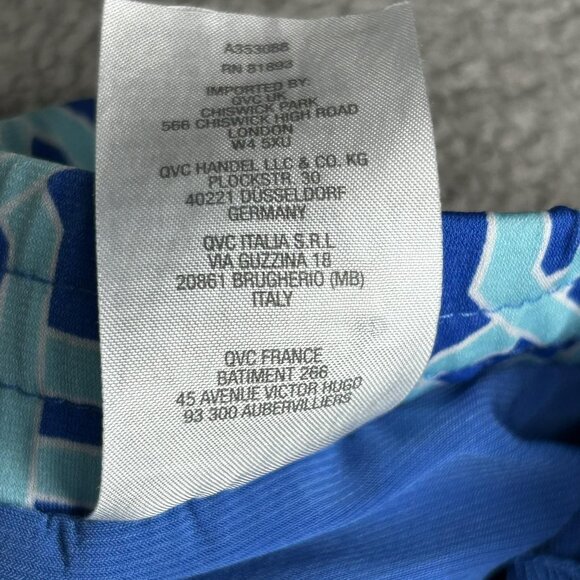 A353088
RN 81893
IMPORTED BY
QVC UK
CHISWICK PARK
566 CHISWICK HIGH ROAD
LONDON
W4 5XU
QVC HANDEL LLC & CO. KG
PLOCKSTR. 30
40221 DUSSELDORF
GERMANY
QVC ITALIA S.R.L
VIA GUZZINA 18
20861 BRUGHERIO (MB)
ITALY
QVC FRANCE
BATIMENT 266
45 AVENUE VICTOR HUGO
93 300 AUBERVILLIERS